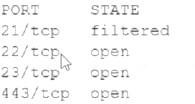 PORT STATE
21/tcp filtered
22/tcp open
23/tcp open
443/tcp open